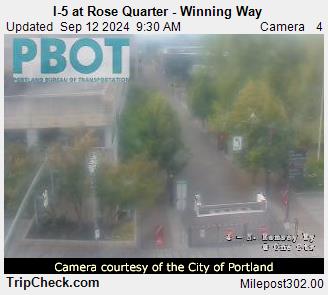 I-5 at Rose Quarter - Winning Way
Updated Sep 12 2024 9:30 AM Camera 4
PBOT
PORTLAND BUREAU OF TRANSPORTATION
Camera courtesy of the City of Portland
TripCheck.com Milepost302.00